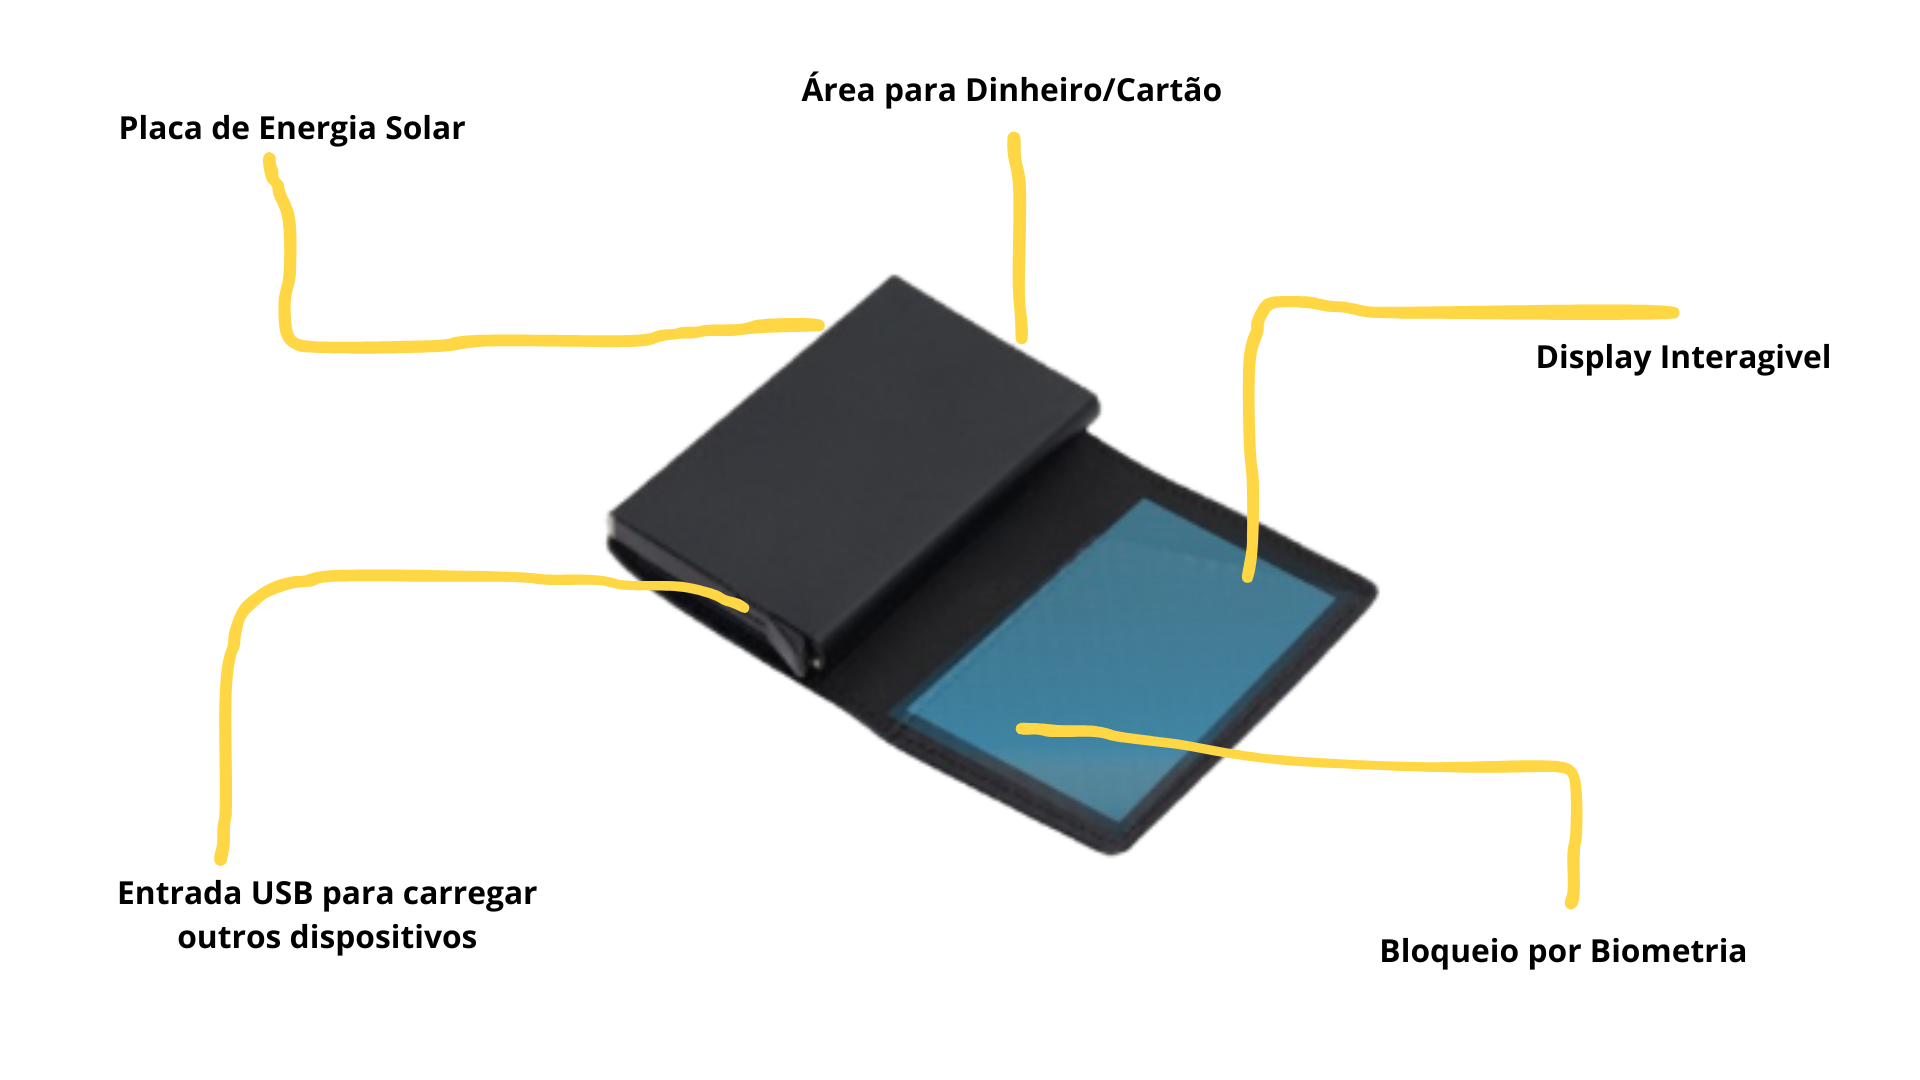 Área para Dinheiro/Cartão
Placa de Energia Solar
Display Interagivel
Entrada USB para carregar
outros dispositivos
Bloqueio por Biometria